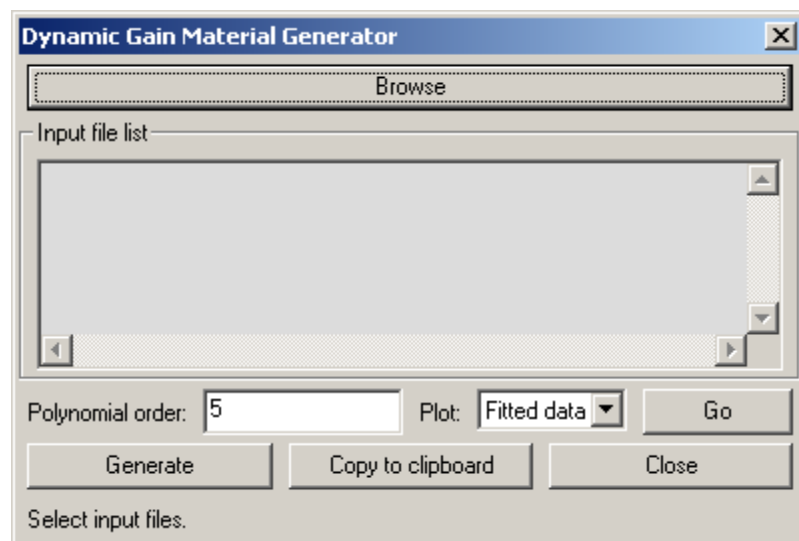 Dynamic Gain Material Generator
Browse
Input file list
Polynomial order: 5 Plot: Fitted data Go
Generate Copy to clipboard Close
Select input files.